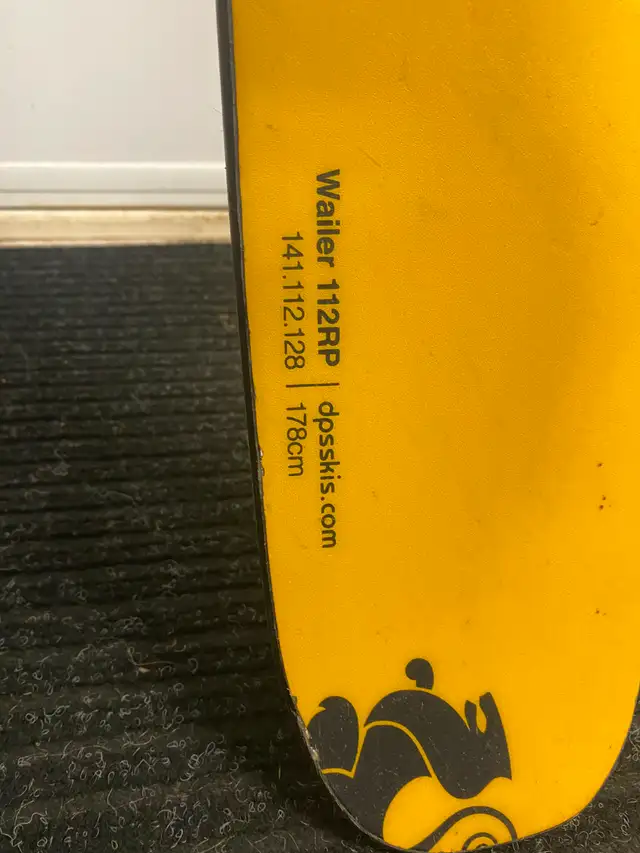 Wailer 112RP | dpsskis.com
141.112.128 | 178cm